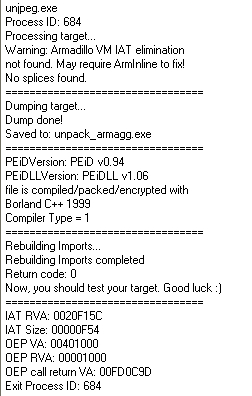 unjpeg.exe
Process ID: 684
Processing target...
Warning: Armadillo VM IAT elimination
not found. May require ArmInline to fix!
No splices found.
==================================
Dumping target...
Dump done!
Saved to: unpack_armagg.exe
==================================
PEiDVersion: PEiD v0.94
PEiDLLVersion: PEiDLL v1.06
file is compiled/packed/encrypted with
Borland C++ 1999
Compiler Type = 1
==================================
Rebuilding Imports...
Rebuilding Imports completed
Return code: 0
Now, you should test your target. Good luck :)
==================================
IAT RVA: 0020F15C
IAT Size: 00000F54
OEP VA: 00401000
OEP RVA: 00001000
OEP call return VA: 00FD0C9D
Exit Process ID: 684